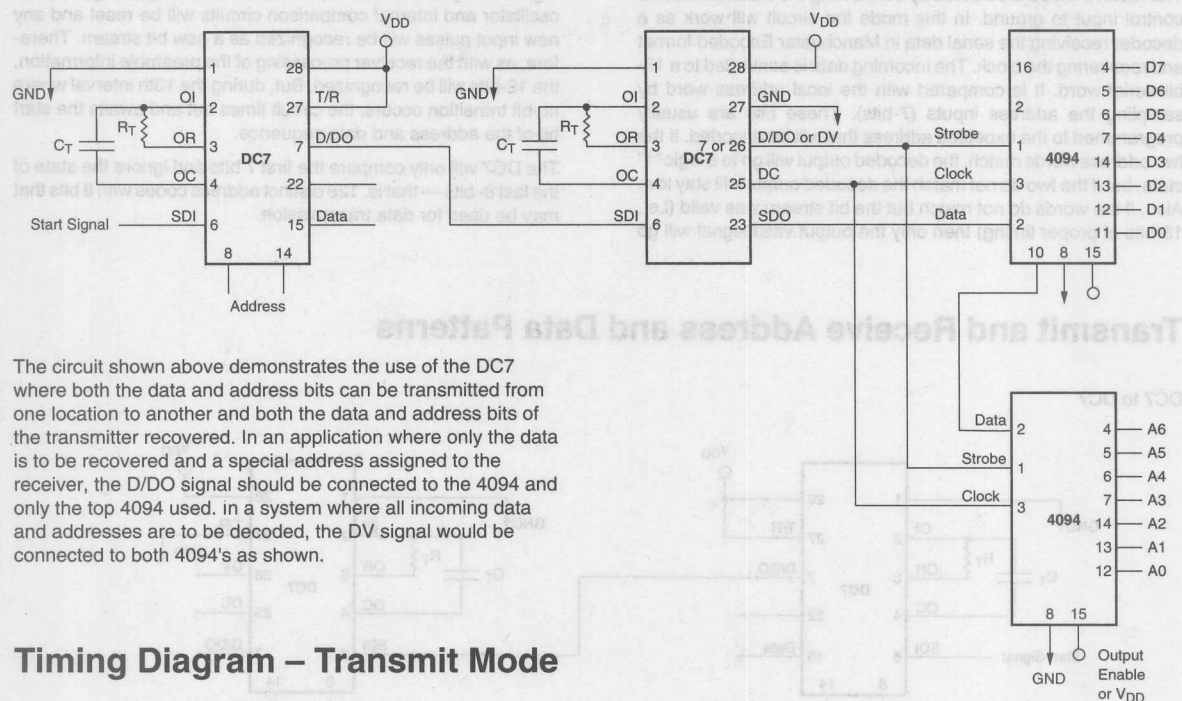 V_DD
V_DD
1 28
GND
OI 2 27 T/R
R_T
C_T
OR 3 7 D/DO
DC7
OC 4 22
SDI
Start Signal 6 15 Data
8 14
Address
1 28
GND
OI 2 27 GND
R_T
C_T
OR 3 7 or 26 D/DO or DV
DC7
OC 4 25 DC
SDI 6 23 SDO
16 4 D7
2 5 D6
6 D5
Strobe 1 7 D4
4094
Clock 3 14 D3
13 D2
Data 2 12 D1
11 D0
10 8 15
The circuit shown above demonstrates the use of the DC7
where both the data and address bits can be transmitted from
one location to another and both the data and address bits of
the transmitter recovered. In an application where only the data
is to be recovered and a special address assigned to the
receiver, the D/DO signal should be connected to the 4094 and
only the top 4094 used. in a system where all incoming data
and addresses are to be decoded, the DV signal would be
connected to both 4094's as shown.
Data 2 4 A6
5 A5
Strobe 1 6 A4
Clock 3 7 A3
4094 14 A2
13 A1
12 A0
8 15
GND
Output
Enable
or V_DD
Timing Diagram – Transmit Mode